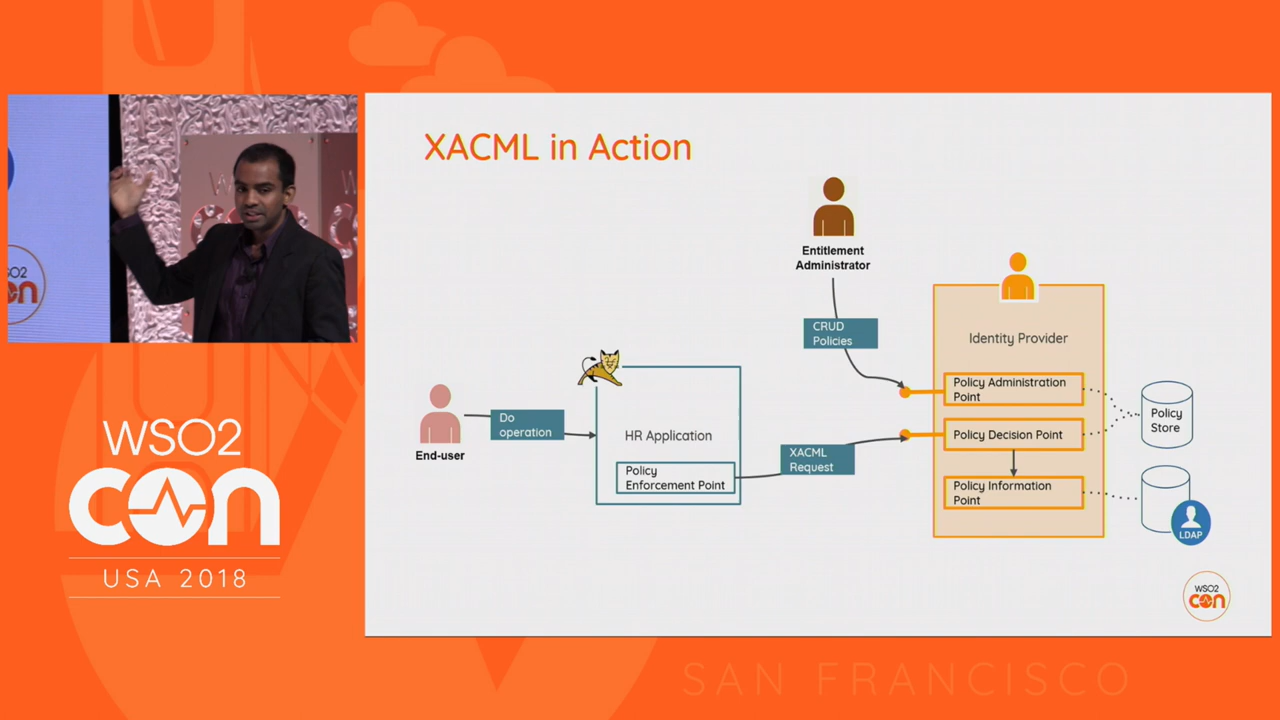 XACML in Action
Entitlement
Administrator
CRUD
Policies
Identity Provider
Policy Administration
Point
Policy Decision Point
Policy Information
Point
Policy
Store
LDAP
Do
operation
End-user
HR Application
Policy
Enforcement Point
XACML
Request
WSO2
con
WSO2
con
USA 2018
SAN FRANCISCO